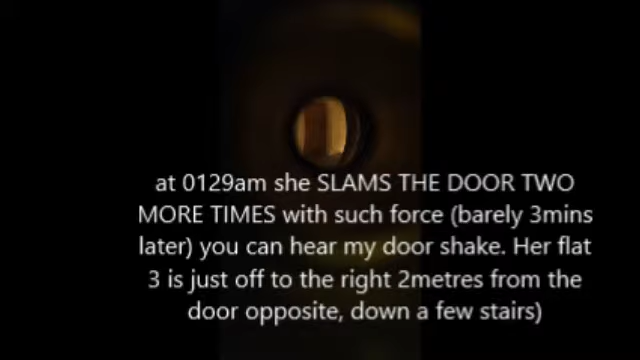 at 0129am she SLAMS THE DOOR TWO
MORE TIMES with such force (barely 3mins
later) you can hear my door shake. Her flat
3 is just off to the right 2metres from the
door opposite, down a few stairs)